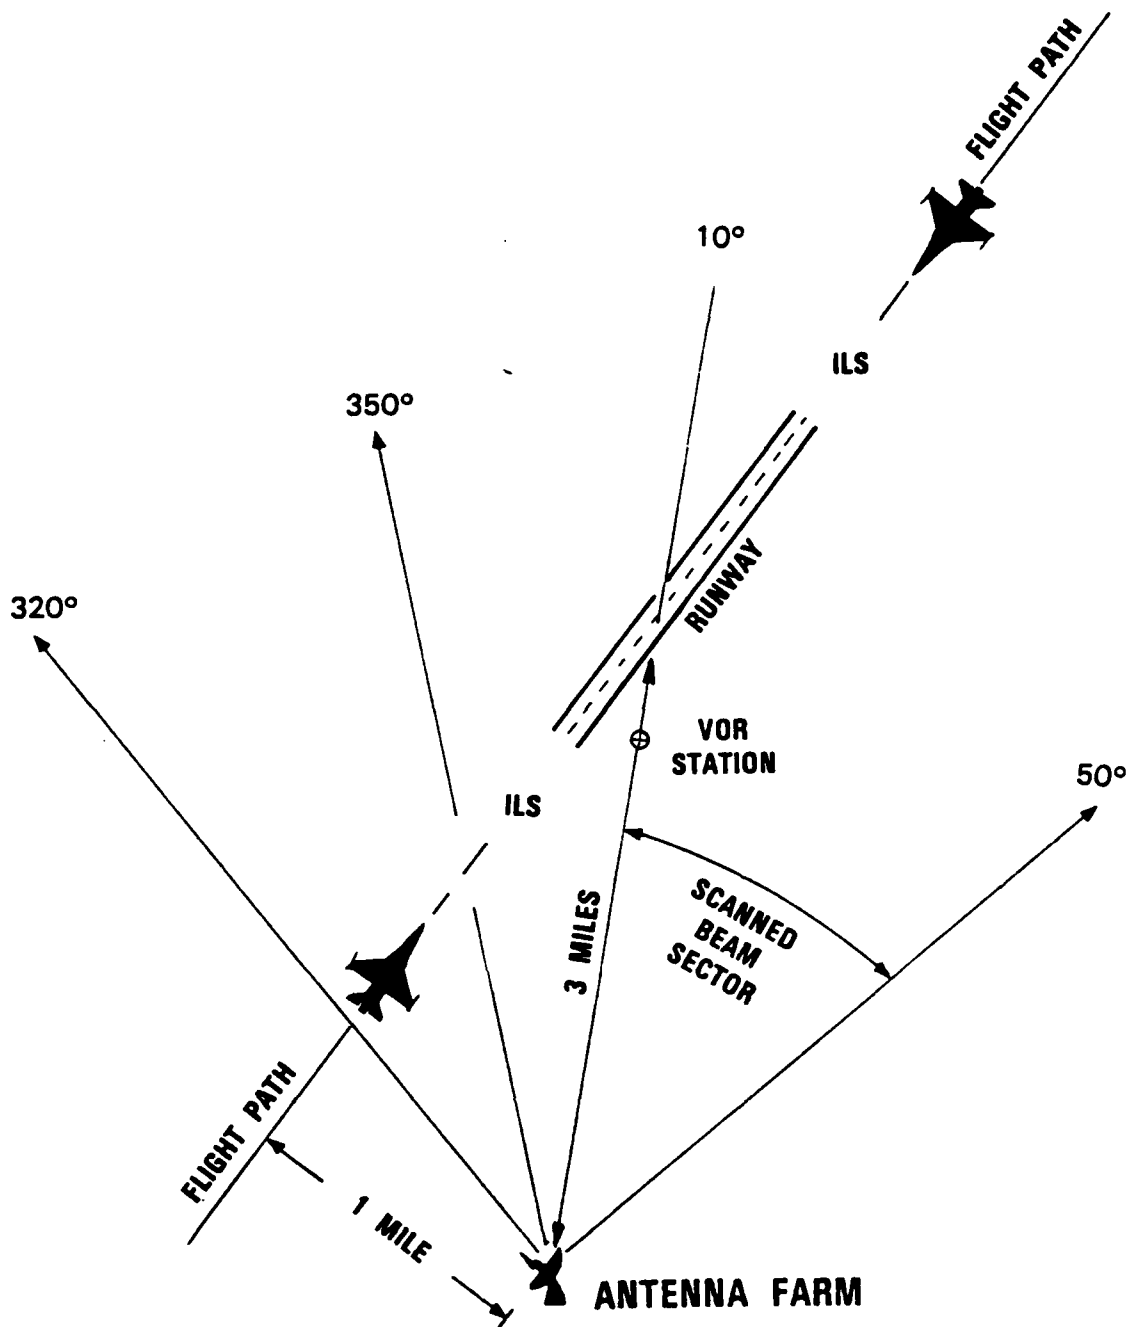 FLIGHT PATH
10°
ILS
350°
RUNWAY
320°
VOR
STATION
50°
ILS
SCANNED
BEAM
SECTOR
3 MILES
FLIGHT PATH
1 MILE
ANTENNA FARM